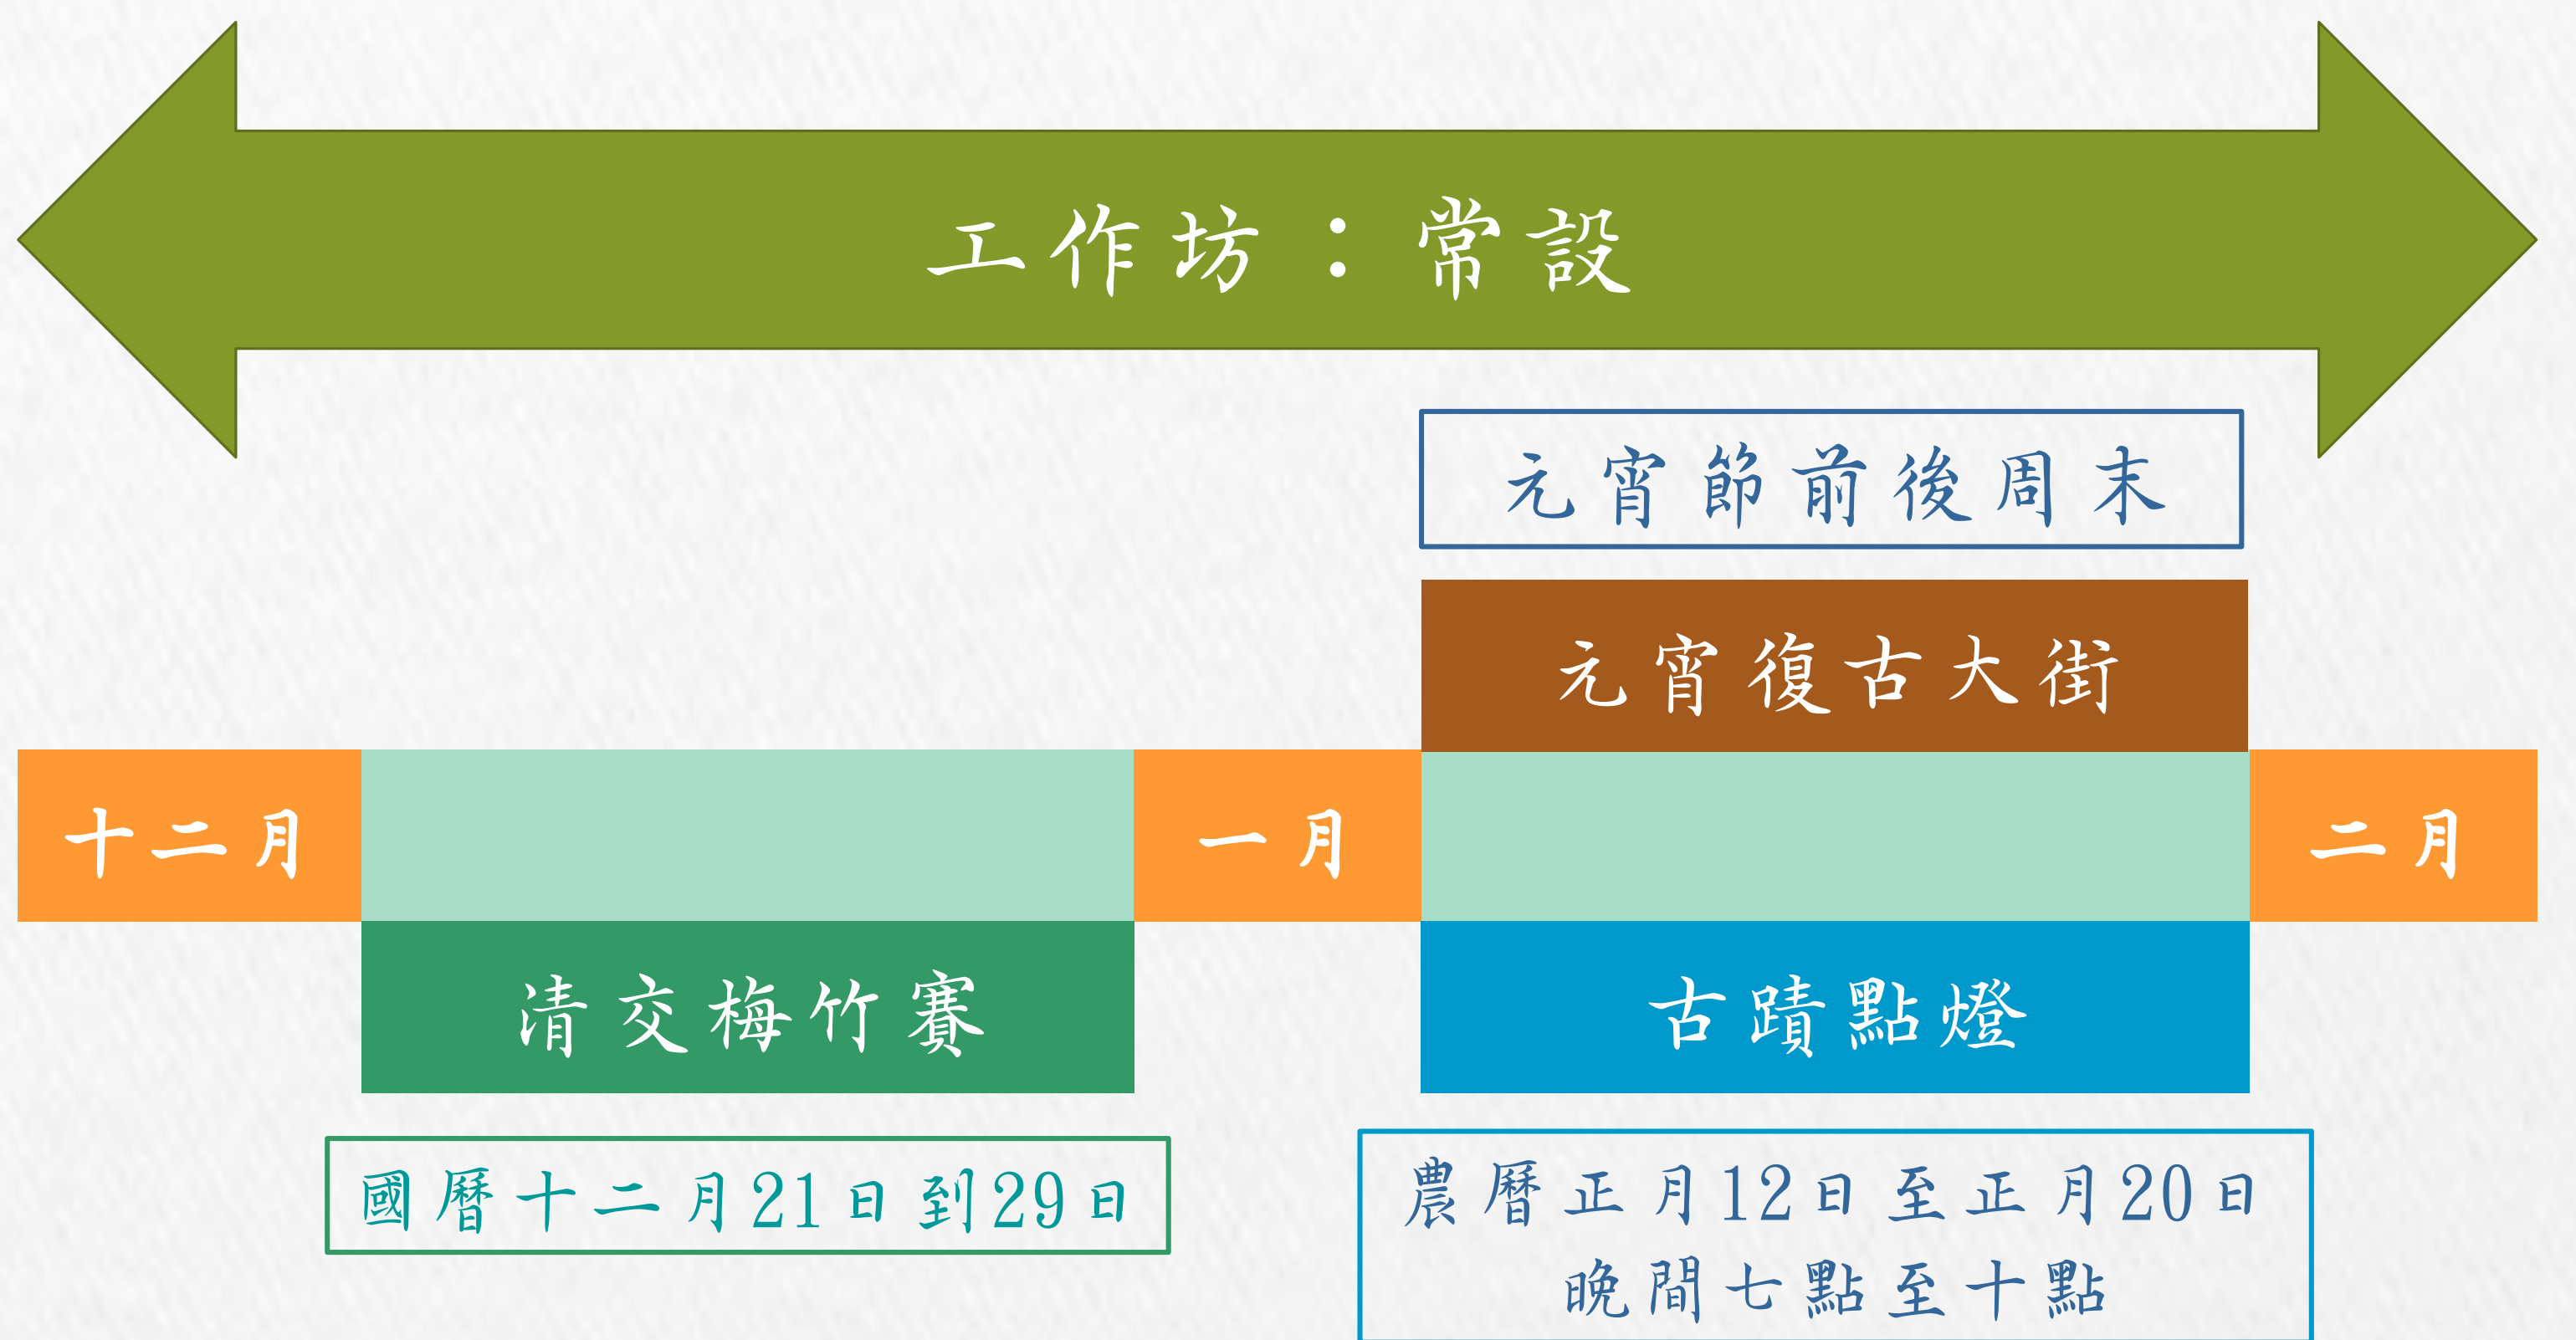 工作坊：常設
元宵節前後周末
元宵復古大街
十二月
一月
二月
清交梅竹賽
古蹟點燈
國曆十二月21日到29日
農曆正月12日至正月20日
晚間七點至十點